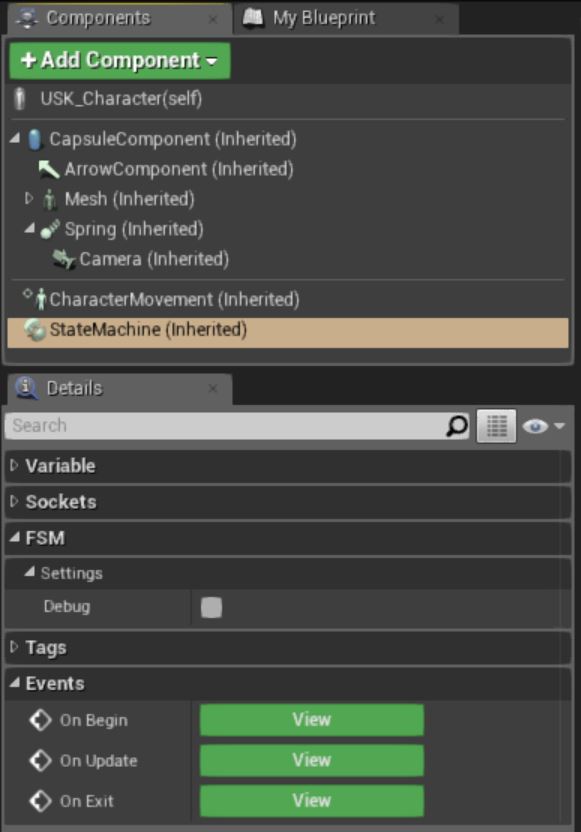 Components
My Blueprint
+ Add Component
USK_Character(self)
CapsuleComponent (Inherited)
ArrowComponent (Inherited)
Mesh (Inherited)
Spring (Inherited)
Camera (Inherited)
CharacterMovement (Inherited)
StateMachine (Inherited)
Details
Search
Variable
Sockets
FSM
Settings
Debug
Tags
Events
On Begin View
On Update View
On Exit View